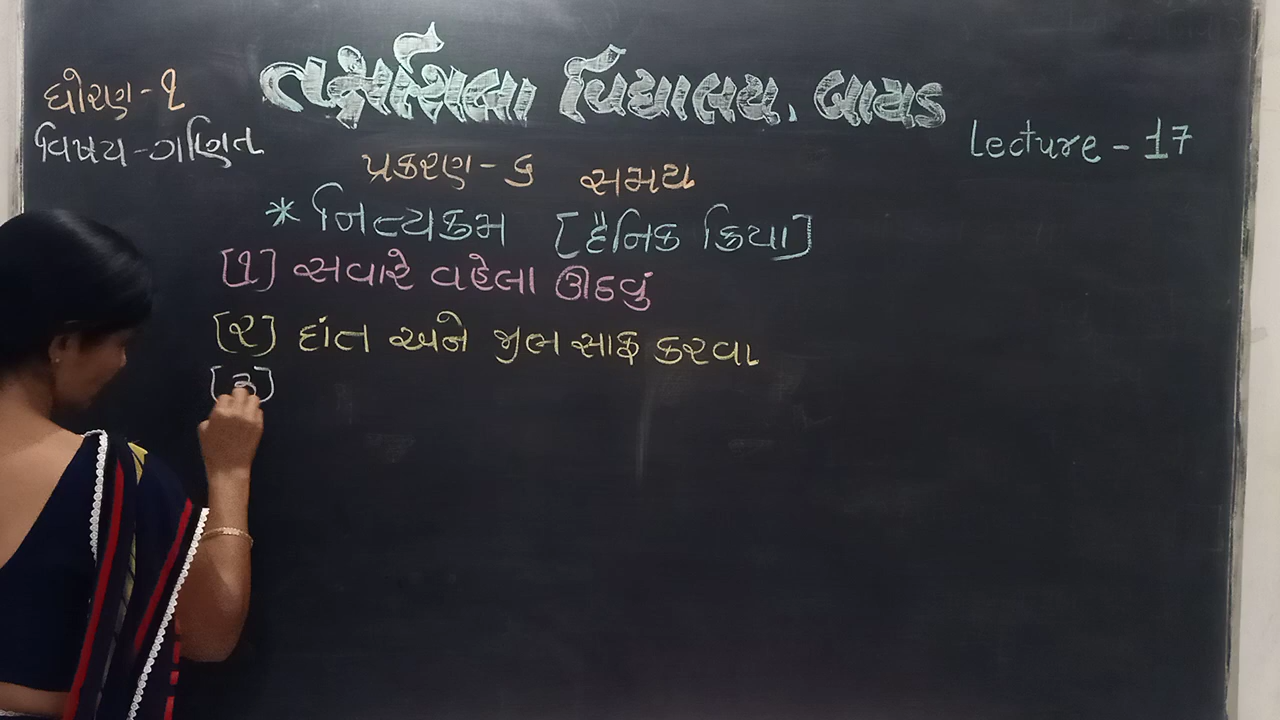 તક્ષશિલા વિદ્યાલય. બાયડ
ધોરણ - ૧
વિષય - ગણિત
Lecture - 17
પ્રકરણ - ૬ સમય
* નિત્યક્રમ [દૈનિક ક્રિયા]
[૧] સવારે વહેલા ઊઠવું
[૨] દાંત અને જીભ સાફ કરવા
[૩]